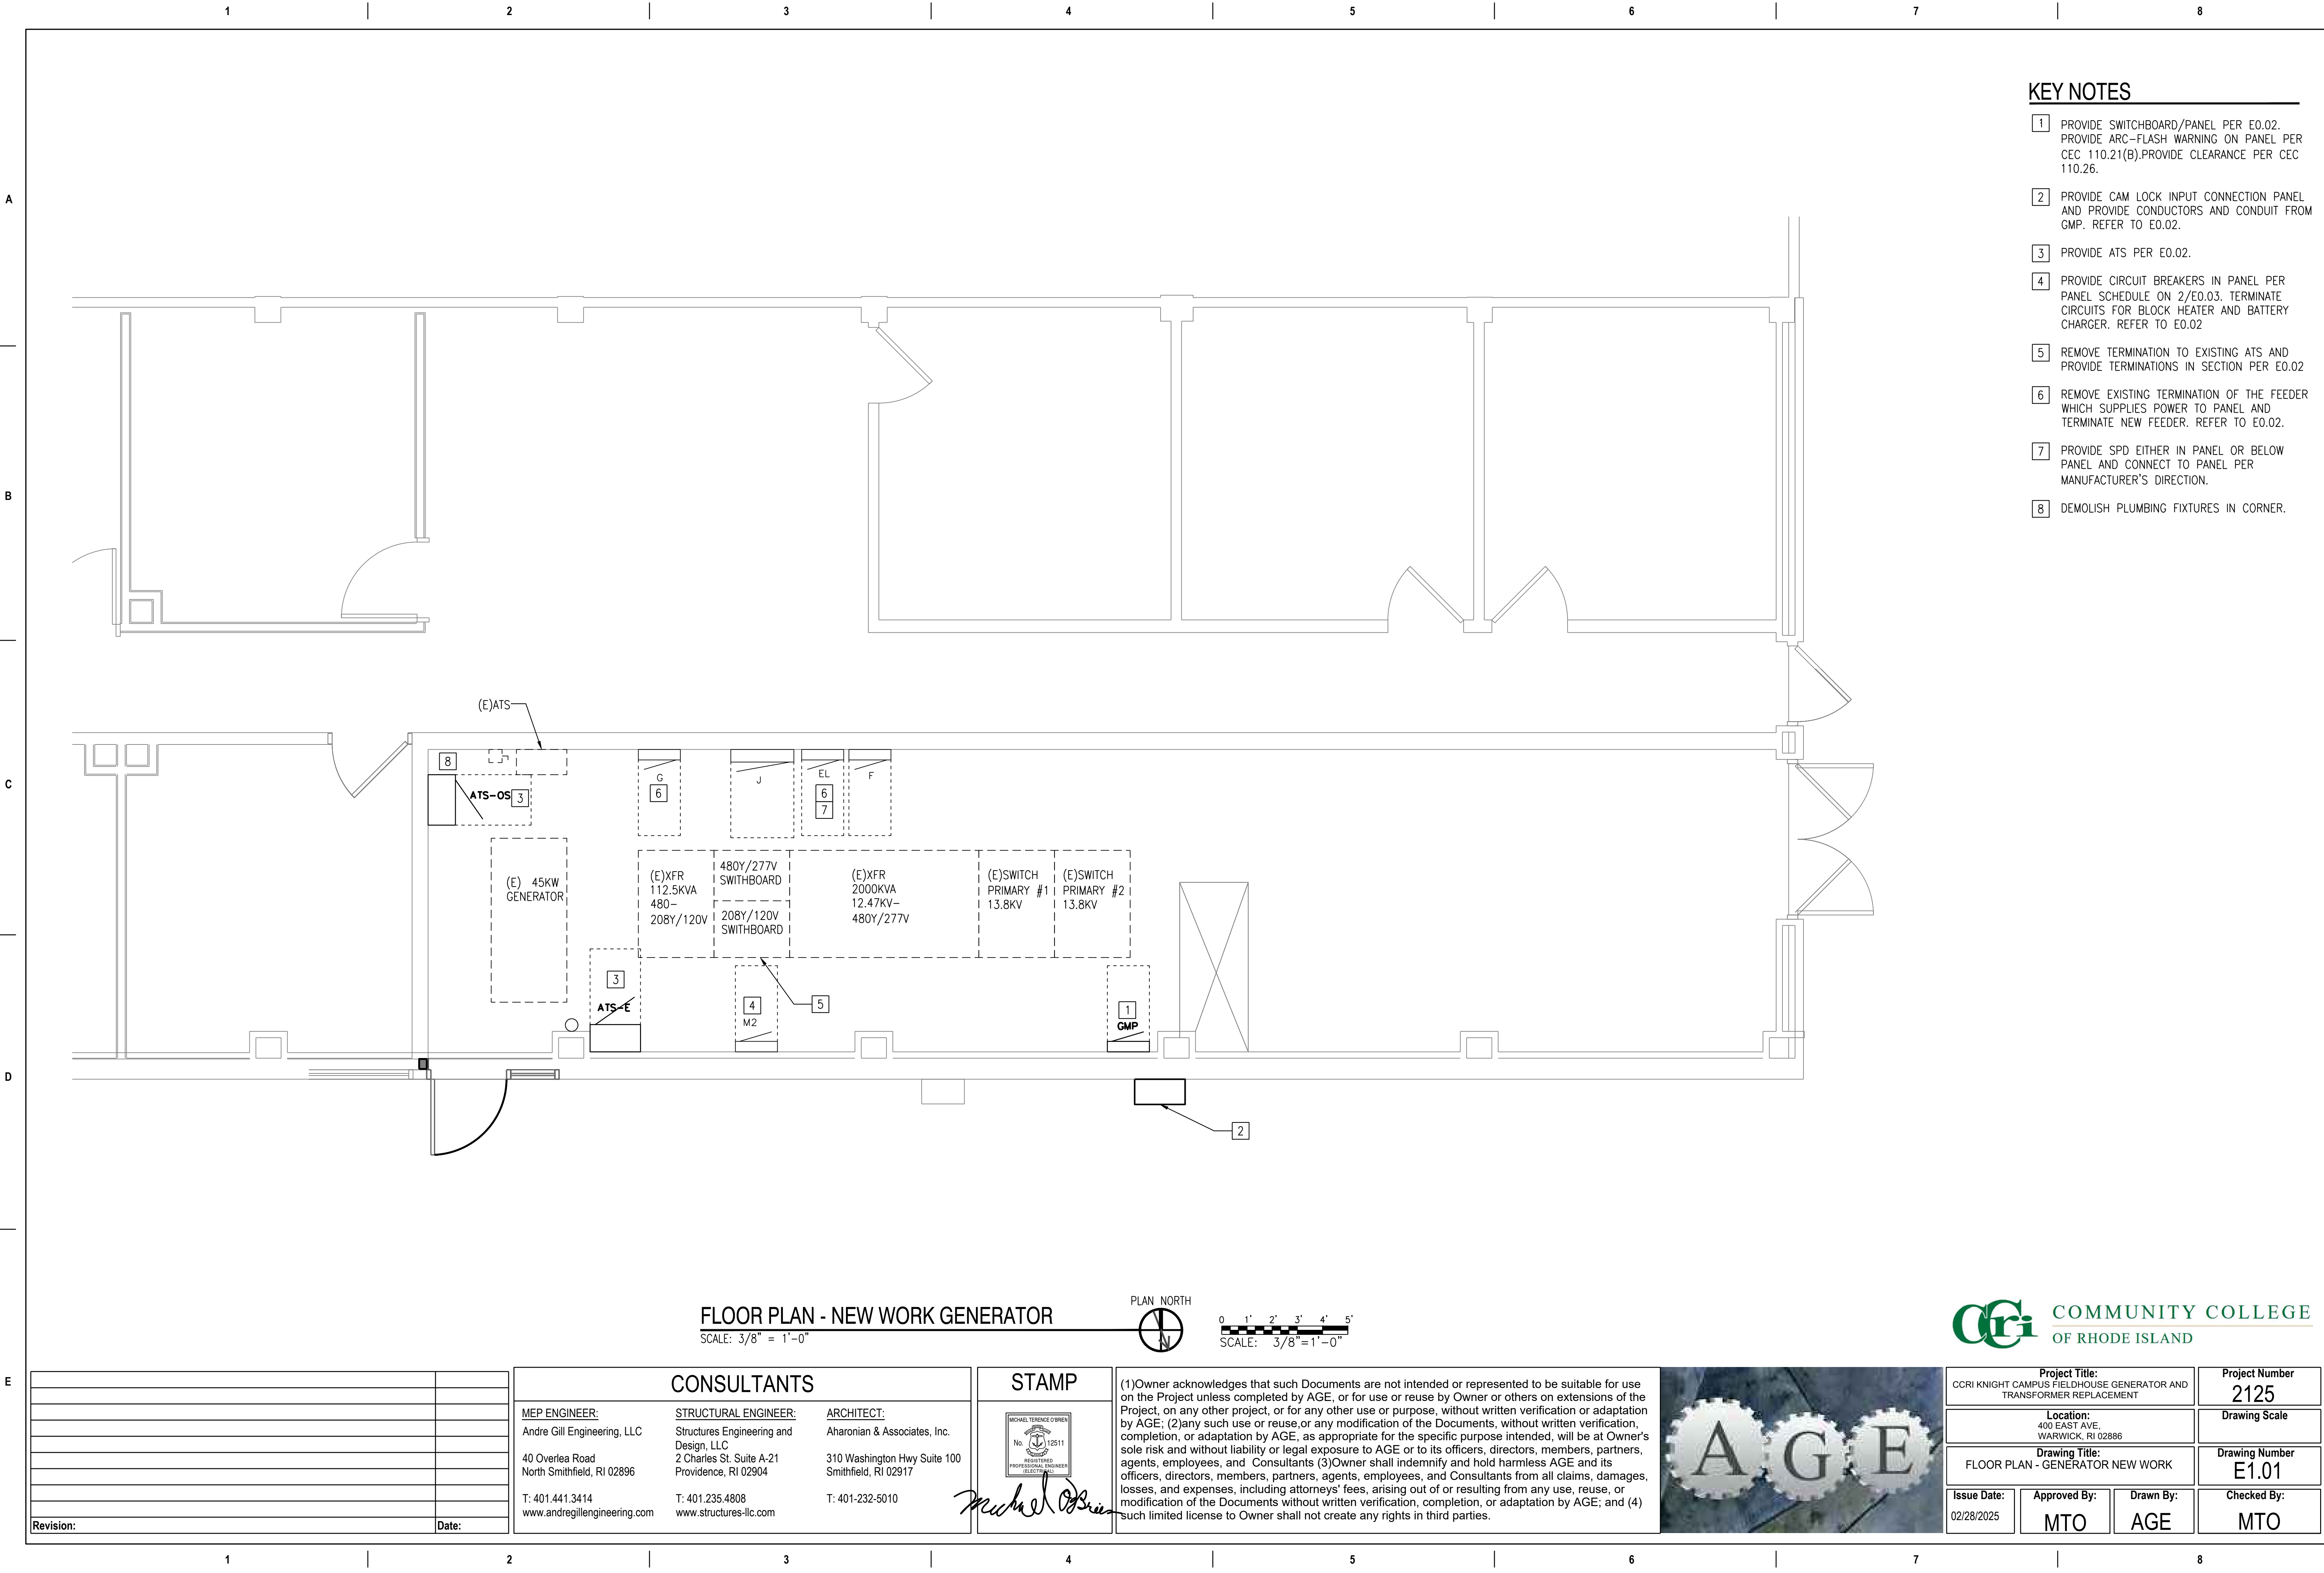 1 2 3 4 5 6 7 8
A
B
C
D
E
KEY NOTES
1 PROVIDE SWITCHBOARD/PANEL PER E0.02.
PROVIDE ARC-FLASH WARNING ON PANEL PER
CEC 110.21(B).PROVIDE CLEARANCE PER CEC
110.26.
2 PROVIDE CAM LOCK INPUT CONNECTION PANEL
AND PROVIDE CONDUCTORS AND CONDUIT FROM
GMP. REFER TO E0.02.
3 PROVIDE ATS PER E0.02.
4 PROVIDE CIRCUIT BREAKERS IN PANEL PER
PANEL SCHEDULE ON 2/E0.03. TERMINATE
CIRCUITS FOR BLOCK HEATER AND BATTERY
CHARGER. REFER TO E0.02
5 REMOVE TERMINATION TO EXISTING ATS AND
PROVIDE TERMINATIONS IN SECTION PER E0.02
6 REMOVE EXISTING TERMINATION OF THE FEEDER
WHICH SUPPLIES POWER TO PANEL AND
TERMINATE NEW FEEDER. REFER TO E0.02.
7 PROVIDE SPD EITHER IN PANEL OR BELOW
PANEL AND CONNECT TO PANEL PER
MANUFACTURER'S DIRECTION.
8 DEMOLISH PLUMBING FIXTURES IN CORNER.
(E)ATS
8
ATS-OS 3
G
6
J
EL
6
7
F
(E) 45KW
GENERATOR
(E)XFR
112.5KVA
480-
208Y/120V
480Y/277V
SWITHBOARD
208Y/120V
SWITHBOARD
(E)XFR
2000KVA
12.47KV-
480Y/277V
(E)SWITCH
PRIMARY #1
13.8KV
(E)SWITCH
PRIMARY #2
13.8KV
3
ATS-E
4
M2
5
1
GMP
2
FLOOR PLAN - NEW WORK GENERATOR
SCALE: 3/8" = 1'-0"
PLAN NORTH
N
0 1' 2' 3' 4' 5'
SCALE: 3/8"=1'-0"
CCri
COMMUNITY COLLEGE
OF RHODE ISLAND
Revision: Date:
CONSULTANTS
MEP ENGINEER:
Andre Gill Engineering, LLC
40 Overlea Road
North Smithfield, RI 02896
T: 401.441.3414
www.andregillengineering.com
STRUCTURAL ENGINEER:
Structures Engineering and
Design, LLC
2 Charles St. Suite A-21
Providence, RI 02904
T: 401.235.4808
www.structures-llc.com
ARCHITECT:
Aharonian & Associates, Inc.
310 Washington Hwy Suite 100
Smithfield, RI 02917
T: 401-232-5010
STAMP
MICHAEL TERENCE O'BRIEN
No. 12511
REGISTERED
PROFESSIONAL ENGINEER
(ELECTRICAL)
Michael O'Brien
(1)Owner acknowledges that such Documents are not intended or represented to be suitable for use
on the Project unless completed by AGE, or for use or reuse by Owner or others on extensions of the
Project, on any other project, or for any other use or purpose, without written verification or adaptation
by AGE; (2)any such use or reuse,or any modification of the Documents, without written verification,
completion, or adaptation by AGE, as appropriate for the specific purpose intended, will be at Owner's
sole risk and without liability or legal exposure to AGE or to its officers, directors, members, partners,
agents, employees, and Consultants (3)Owner shall indemnify and hold harmless AGE and its
officers, directors, members, partners, agents, employees, and Consultants from all claims, damages,
losses, and expenses, including attorneys' fees, arising out of or resulting from any use, reuse, or
modification of the Documents without written verification, completion, or adaptation by AGE; and (4)
such limited license to Owner shall not create any rights in third parties.
AGE
Project Title:
CCRI KNIGHT CAMPUS FIELDHOUSE GENERATOR AND
TRANSFORMER REPLACEMENT
Project Number
2125
Location:
400 EAST AVE,
WARWICK, RI 02886
Drawing Scale
Drawing Title:
FLOOR PLAN - GENERATOR NEW WORK
Drawing Number
E1.01
Issue Date:
02/28/2025
Approved By:
MTO
Drawn By:
AGE
Checked By:
MTO
1 2 3 4 5 6 7 8